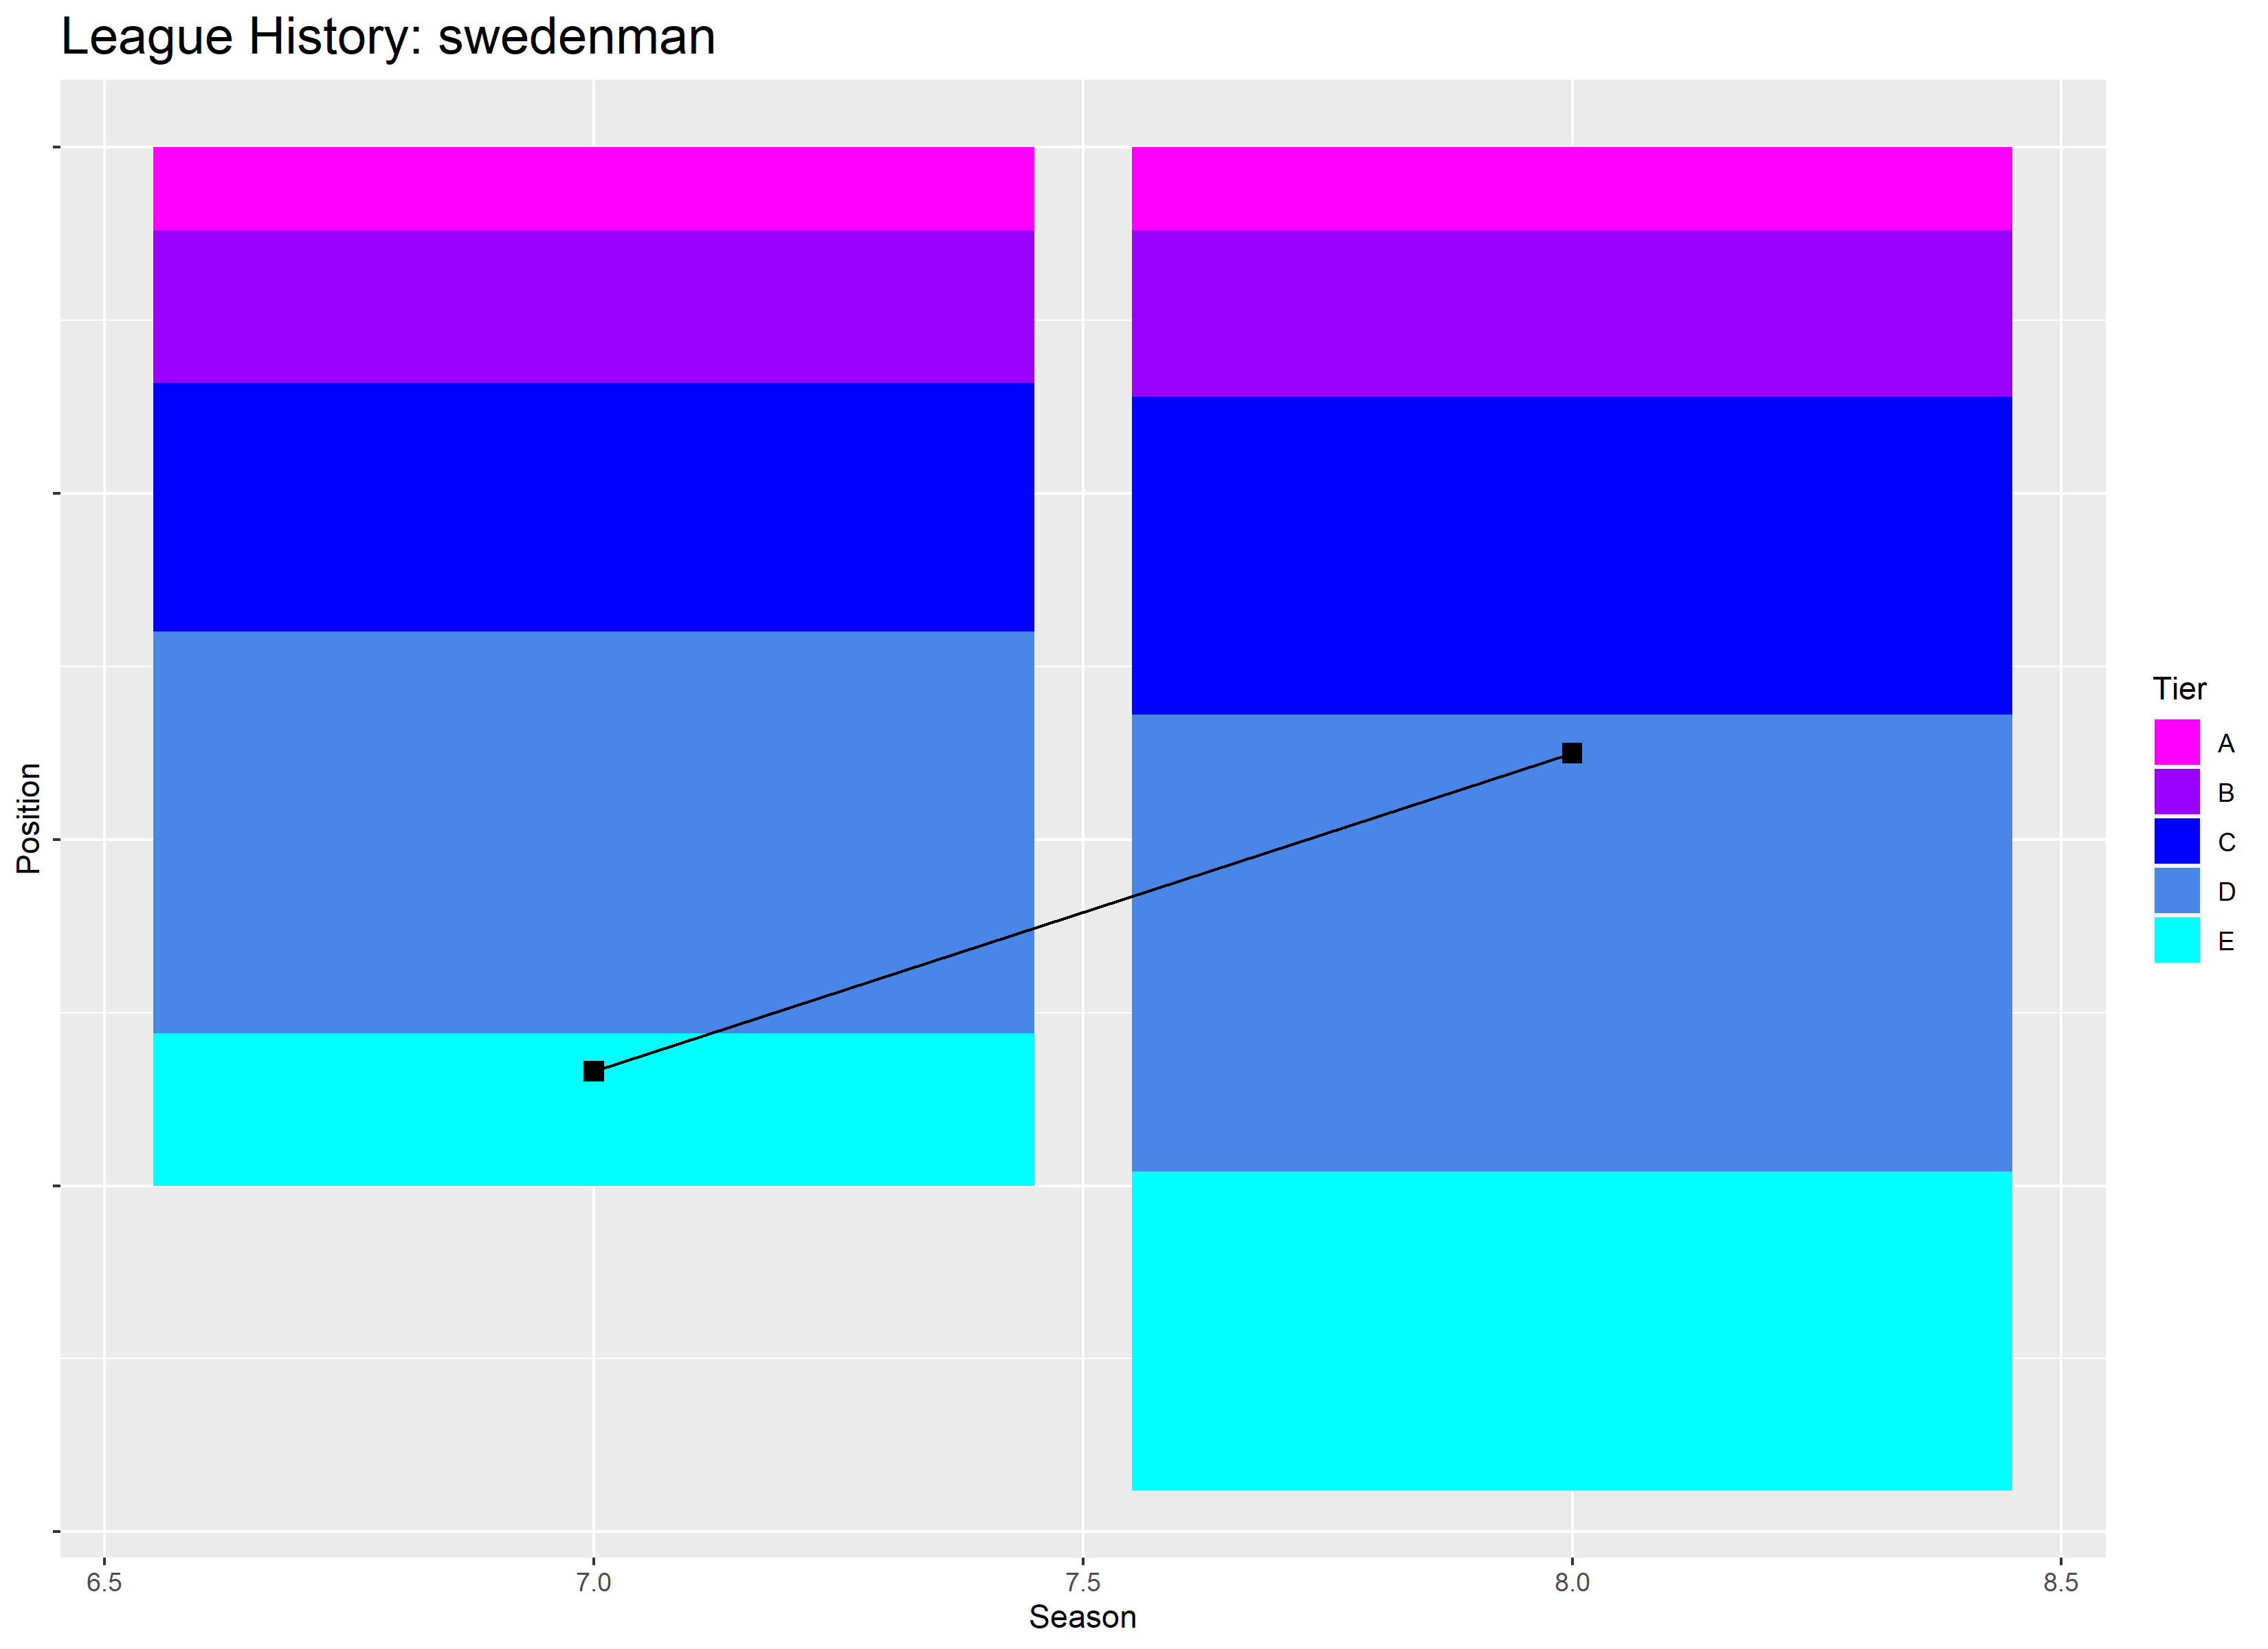 League History: swedenman
Position
Tier
A
B
C
D
E
6.5 7.0 7.5 8.0 8.5
Season